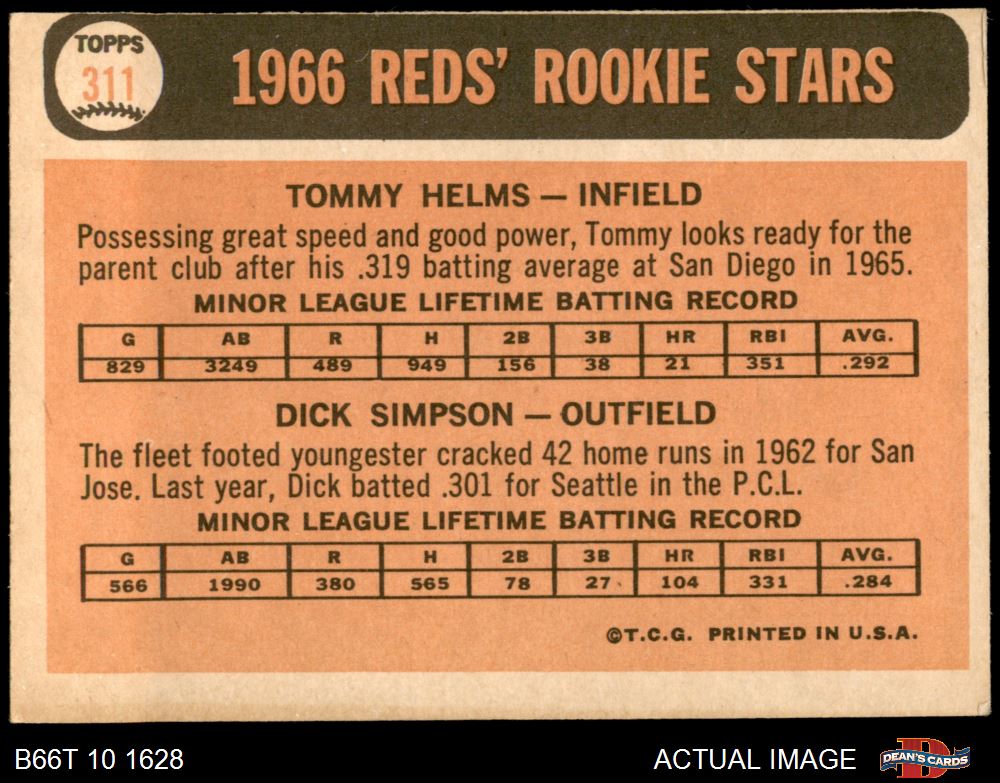 TOPPS
311
1966 REDS' ROOKIE STARS
TOMMY HELMS — INFIELD
Possessing great speed and good power, Tommy looks ready for the
parent club after his .319 batting average at San Diego in 1965.
MINOR LEAGUE LIFETIME BATTING RECORD
G AB R H 2B 3B HR RBI AVG.
829 3249 489 949 156 38 21 351 .292
DICK SIMPSON — OUTFIELD
The fleet footed youngester cracked 42 home runs in 1962 for San
Jose. Last year, Dick batted .301 for Seattle in the P.C.L.
MINOR LEAGUE LIFETIME BATTING RECORD
G AB R H 2B 3B HR RBI AVG.
566 1990 380 565 78 27 104 331 .284
©T.C.G. PRINTED IN U.S.A.
B66T 10 1628
ACTUAL IMAGE
D
DEAN'S CARDS